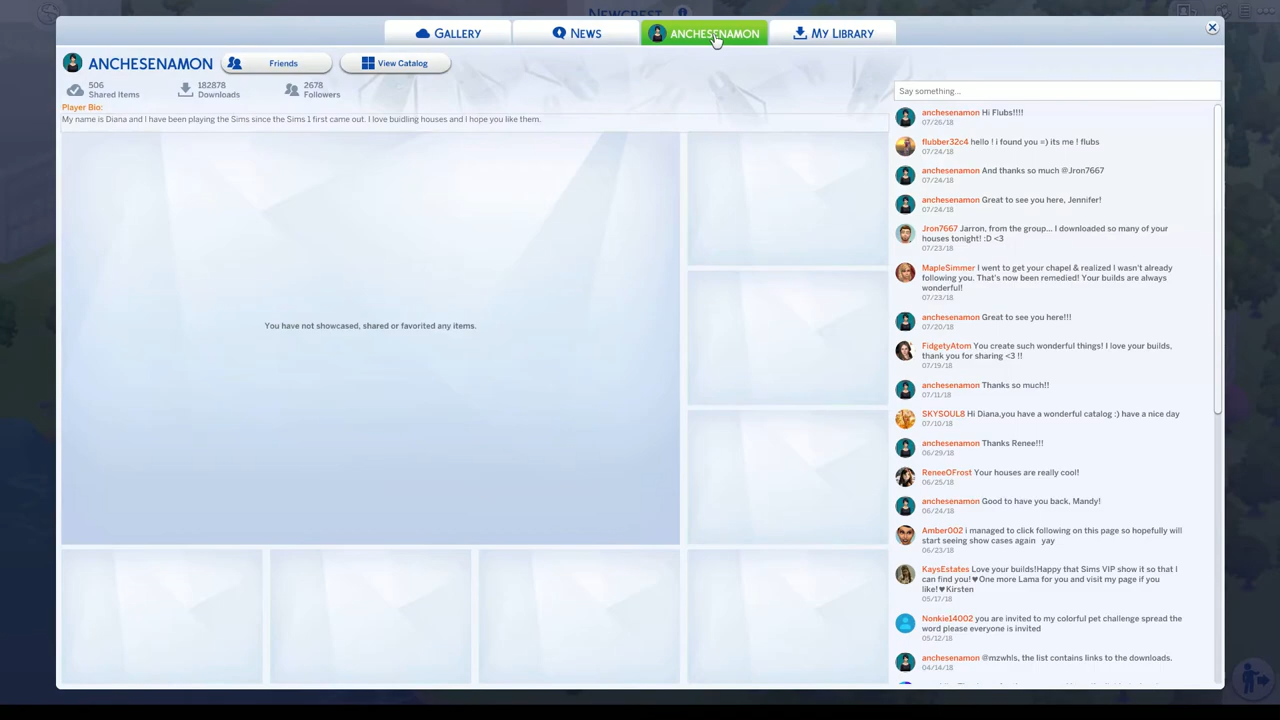 NEWCREST
GALLERY
NEWS
ANCHESENAMON
MY LIBRARY
ANCHESENAMON
Friends
View Catalog
506
Shared Items
182878
Downloads
2678
Followers
Player Bio:
My name is Diana and I have been playing the Sims since the Sims 1 first came out. I love buidling houses and I hope you like them.
You have not showcased, shared or favorited any items.
Say something...
anchesenamon Hi Flubs!!!!
07/26/18
flubber32c4 hello ! i found you =) its me ! flubs
07/24/18
anchesenamon And thanks so much @Jron7667
07/24/18
anchesenamon Great to see you here, Jennifer!
07/24/18
Jron7667 Jarron, from the group... I downloaded so many of your
houses tonight! :D <3
07/23/18
MapleSimmer I went to get your chapel & realized I wasn't already
following you. That's now been remedied! Your builds are always
wonderful!
07/23/18
anchesenamon Great to see you here!!!
07/20/18
FidgetyAtom You create such wonderful things! I love your builds,
thank you for sharing <3 !!
07/19/18
anchesenamon Thanks so much!!
07/11/18
SKYSOUL8 Hi Diana,you have a wonderful catalog :) have a nice day
07/10/18
anchesenamon Thanks Renee!!!
06/29/18
ReneeOFrost Your houses are really cool!
06/25/18
anchesenamon Good to have you back, Mandy!
06/24/18
Amber002 i managed to click following on this page so hopefully will
start seeing show cases again yay
06/23/18
KaysEstates Love your builds!Happy that Sims VIP show it so that I
can find you!♥One more Lama for you and visit my page if you
like!♥Kirsten
05/17/18
Nonkie14002 you are invited to my colorful pet challenge spread the
word please everyone is invited
05/12/18
anchesenamon @mzwhls, the list contains links to the downloads.
04/14/18